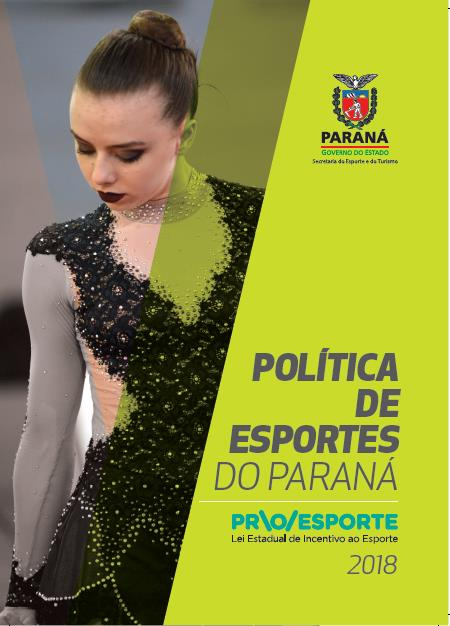 PARANÁ
GOVERNO DO ESTADO
Secretaria do Esporte e do Turismo
POLÍTICA
DE
ESPORTES
DO PARANÁ
PR\O/ESPORTE
Lei Estadual de Incentivo ao Esporte
2018